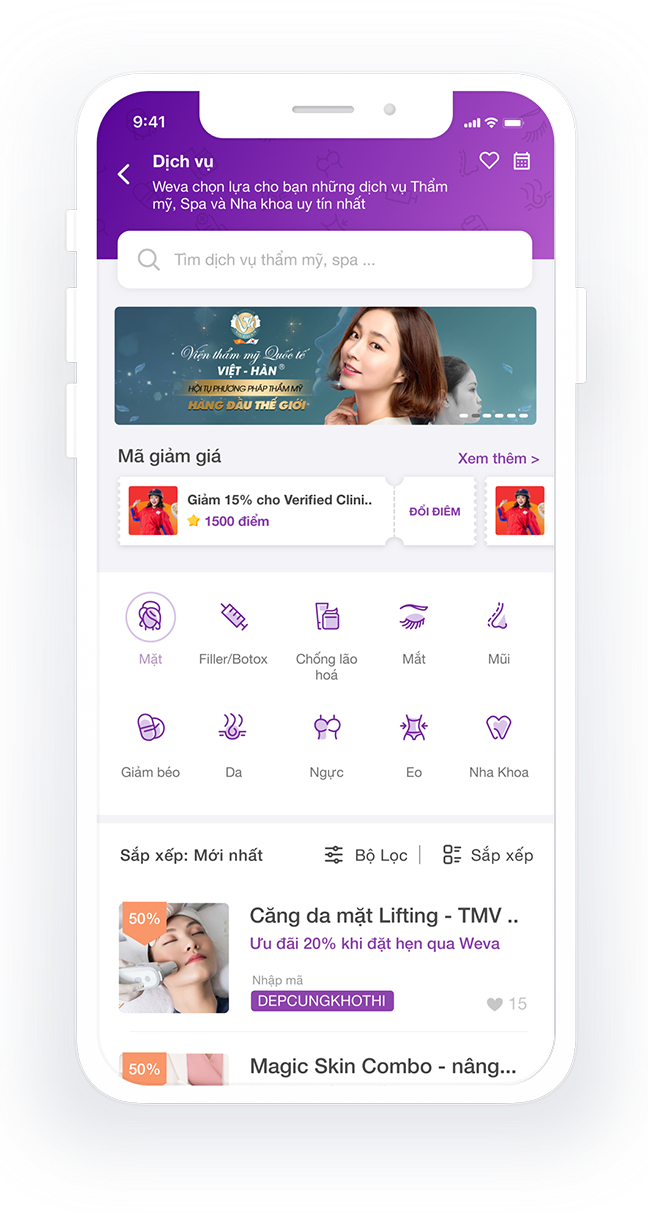 9:41
Dịch vụ
Weva chọn lựa cho bạn những dịch vụ Thẩm
mỹ, Spa và Nha khoa uy tín nhất
Tìm dịch vụ thẩm mỹ, spa ...
Viện thẩm mỹ Quốc tế
VIỆT - HÀN®
HỘI TỤ PHƯƠNG PHÁP THẨM MỸ
HÀNG ĐẦU THẾ GIỚI
Mã giảm giá
Xem thêm >
Giảm 15% cho Verified Clini..
1500 điểm
ĐỔI ĐIỂM
Mặt
Filler/Botox
Chống lão
hoá
Mắt
Mũi
Giảm béo
Da
Ngực
Eo
Nha Khoa
Sắp xếp: Mới nhất
Bộ Lọc
Sắp xếp
50%
Căng da mặt Lifting - TMV ..
Ưu đãi 20% khi đặt hẹn qua Weva
Nhập mã
DEPCUNGKHOTHI
15
50%
Magic Skin Combo - nâng...